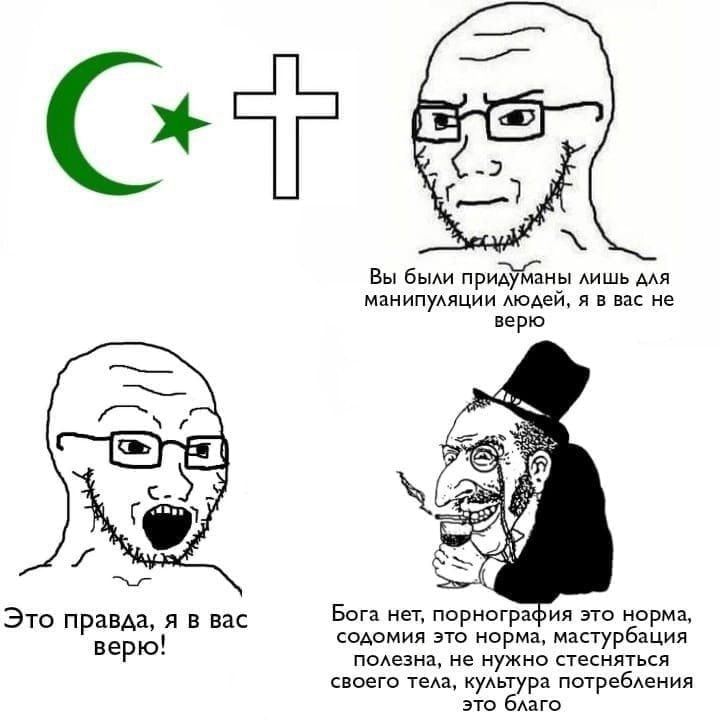 Вы были придуманы лишь для
манипуляции людей, я в вас не
верю
Это правда, я в вас
верю!
Бога нет, порнография это норма,
содомия это норма, мастурбация
полезна, не нужно стесняться
своего тела, культура потребления
это благо